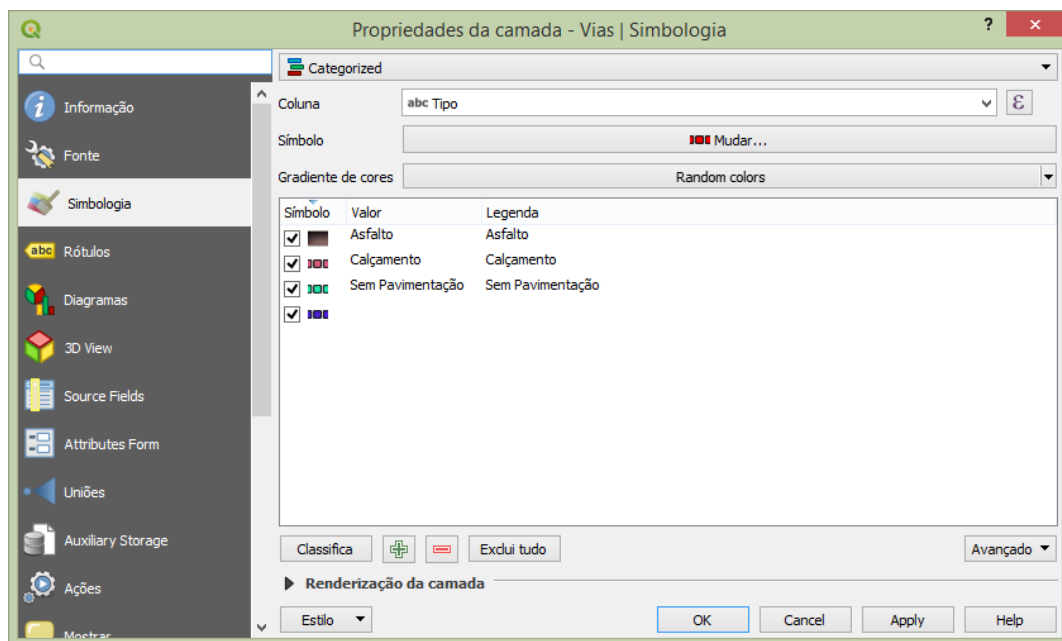 Propriedades da camada - Vias | Simbologia
?
Categorized
Informação
Fonte
Simbologia
abc Rótulos
Diagramas
3D View
Source Fields
Attributes Form
Uniões
Auxiliary Storage
Ações
Mostrar
Coluna abc Tipo ε
Símbolo Mudar...
Gradiente de cores Random colors
Símbolo Valor Legenda
Asfalto Asfalto
Calçamento Calçamento
Sem Pavimentação Sem Pavimentação
Classifica Exclui tudo Avançado
Renderização da camada
Estilo OK Cancel Apply Help